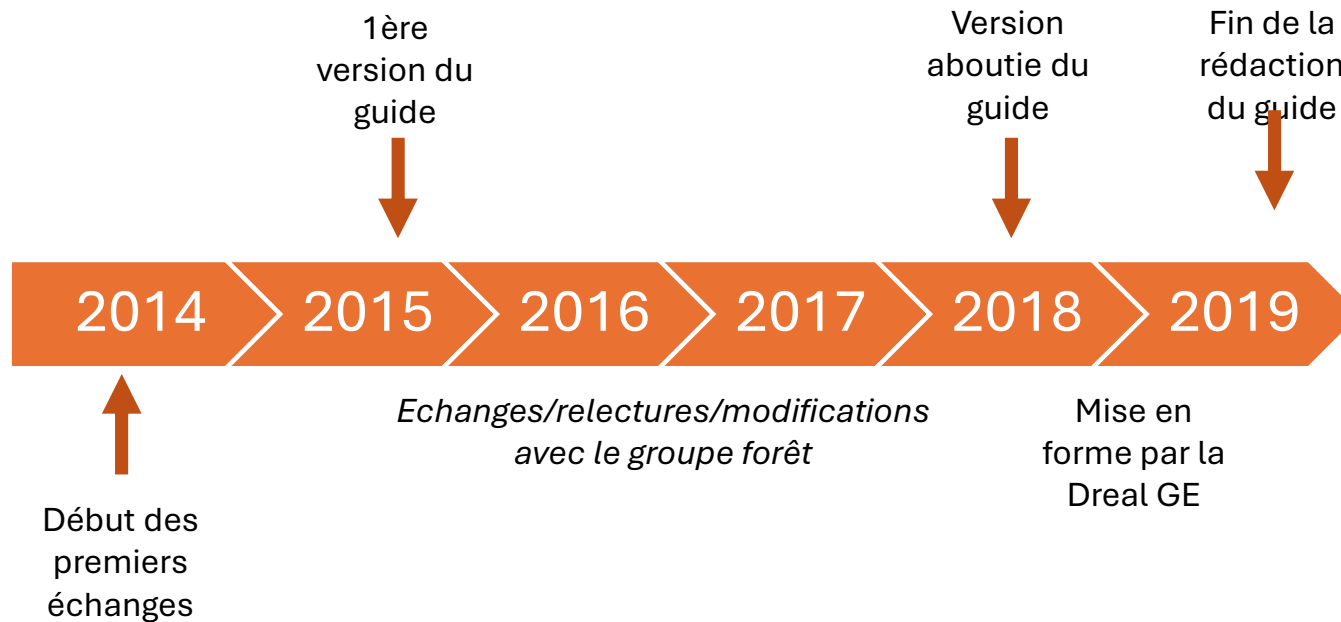 1ère
version du
guide
Version
aboutie du
guide
Fin de la
rédaction
du guide
2014
2015
2016
2017
2018
2019
Echanges/relectures/modifications
avec le groupe forêt
Mise en
forme par la
Dreal GE
Début des
premiers
échanges